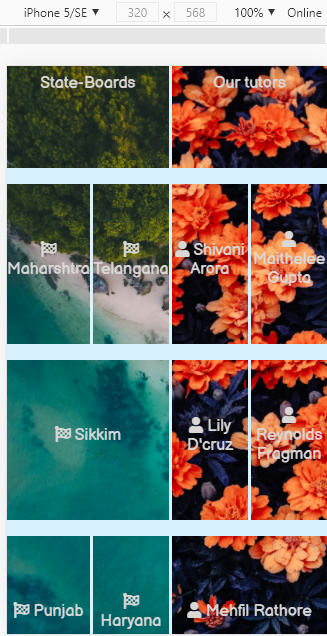 iPhone 5/SE ▼ 320 × 568 100% ▼ Online
State-Boards
Our tutors
Maharshtra
Telangana
Shivani
Arora
Maithelee
Gupta
Sikkim
Lily
D'cruz
Reynolds
Fragman
Punjab
Haryana
Mehfil Rathore